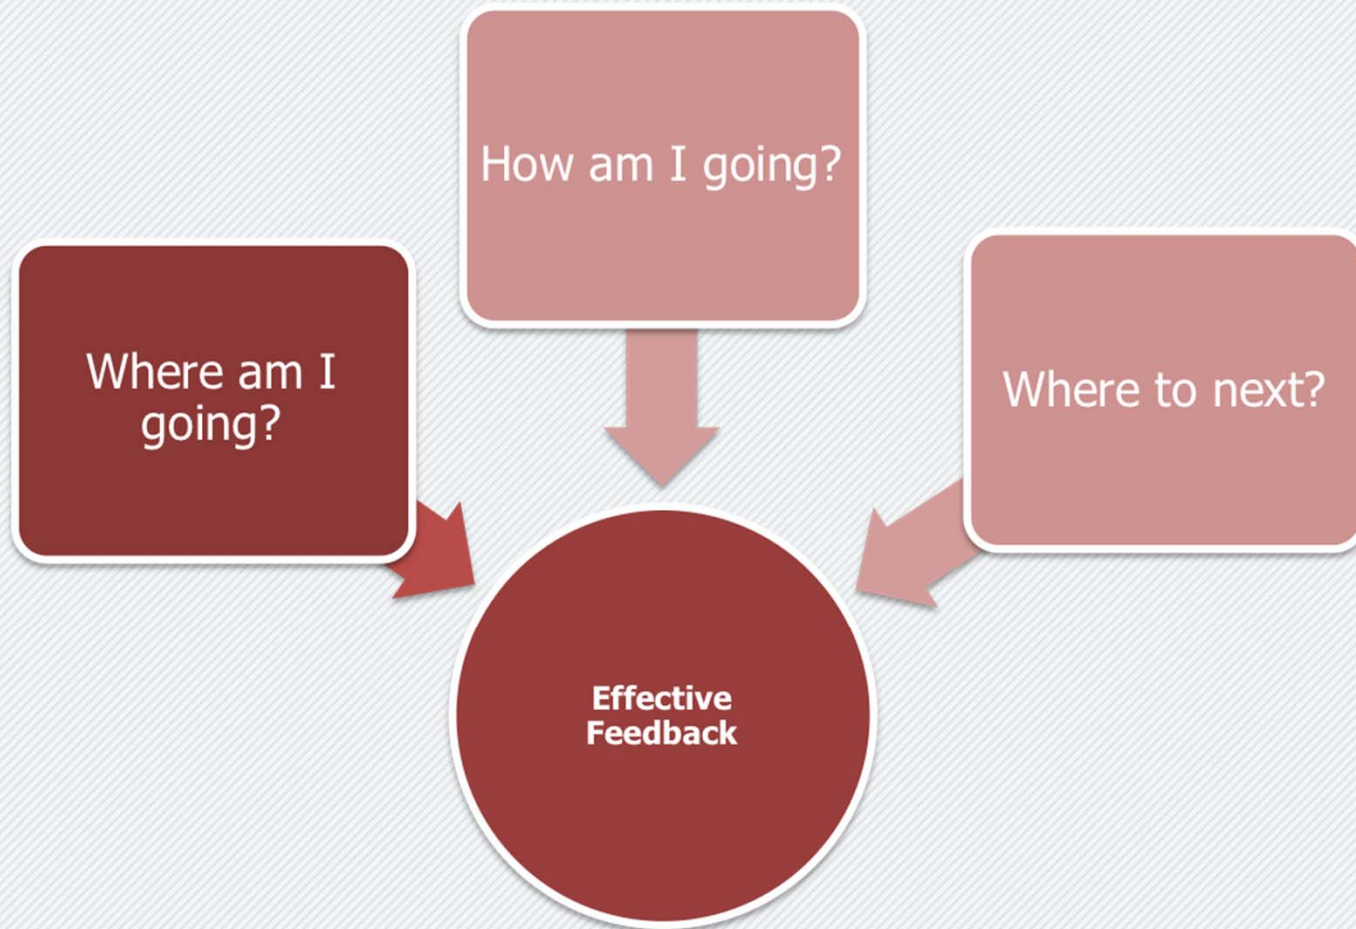 How am I going?
Where am I
going?
Where to next?
Effective
Feedback